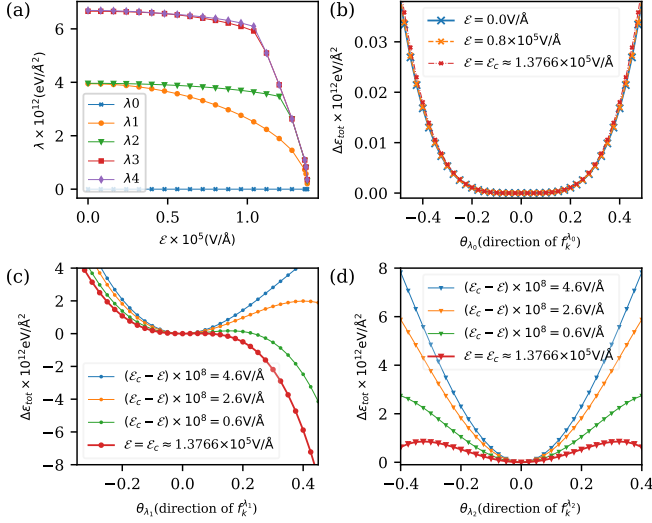 (a)
λ × 10¹²(eV/Å²)
6
4
2
0
λ0
λ1
λ2
λ3
λ4
0.0
0.5
1.0
ℰ × 10⁵(V/Å)
(b)
Δε_tot × 10¹²eV/Å²
0.03
0.02
0.01
0.00
ℰ = 0.0V/Å
ℰ = 0.8×10⁵V/Å
ℰ = ℰ_c ≈ 1.3766×10⁵V/Å
−0.4
−0.2
0.0
0.2
0.4
θ_λ₀(direction of f_k^λ₀)
(c)
Δε_tot × 10¹²eV/Å²
4
2
0
−2
−4
−6
−8
(ℰ_c − ℰ) × 10⁸ = 4.6V/Å
(ℰ_c − ℰ) × 10⁸ = 2.6V/Å
(ℰ_c − ℰ) × 10⁸ = 0.6V/Å
ℰ = ℰ_c ≈ 1.3766×10⁵V/Å
−0.2
0.0
0.2
0.4
θ_λ₁(direction of f_k^λ₁)
(d)
Δε_tot × 10¹²eV/Å²
8
6
4
2
0
(ℰ_c − ℰ) × 10⁸ = 4.6V/Å
(ℰ_c − ℰ) × 10⁸ = 2.6V/Å
(ℰ_c − ℰ) × 10⁸ = 0.6V/Å
ℰ = ℰ_c ≈ 1.3766×10⁵V/Å
−0.4
−0.2
0.0
0.2
0.4
θ_λ₂(direction of f_k^λ₂)